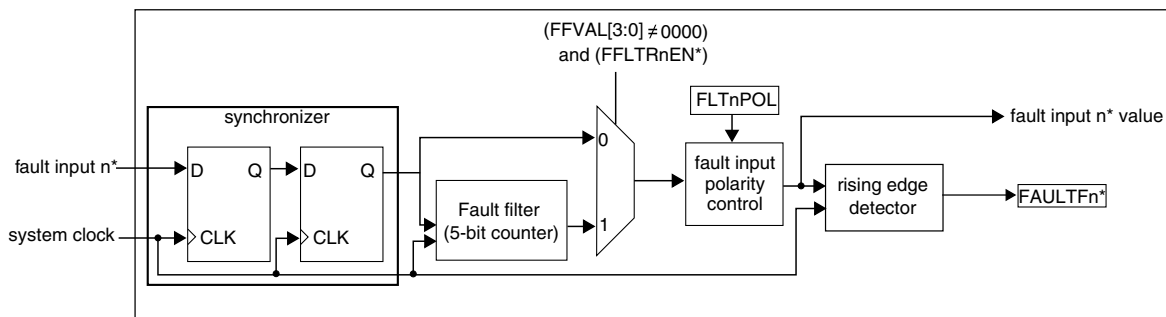 (FFVAL[3:0] ≠ 0000)
and (FFLTRnEN*)
FLTnPOL
synchronizer
fault input n* value
0
fault input n*
D Q
D Q
fault input
polarity
control
rising edge
detector
FAULTFn*
Fault filter
(5-bit counter)
1
system clock
CLK
CLK